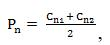 Pₙ = (Cₙ₁ + Cₙ₂)/2,